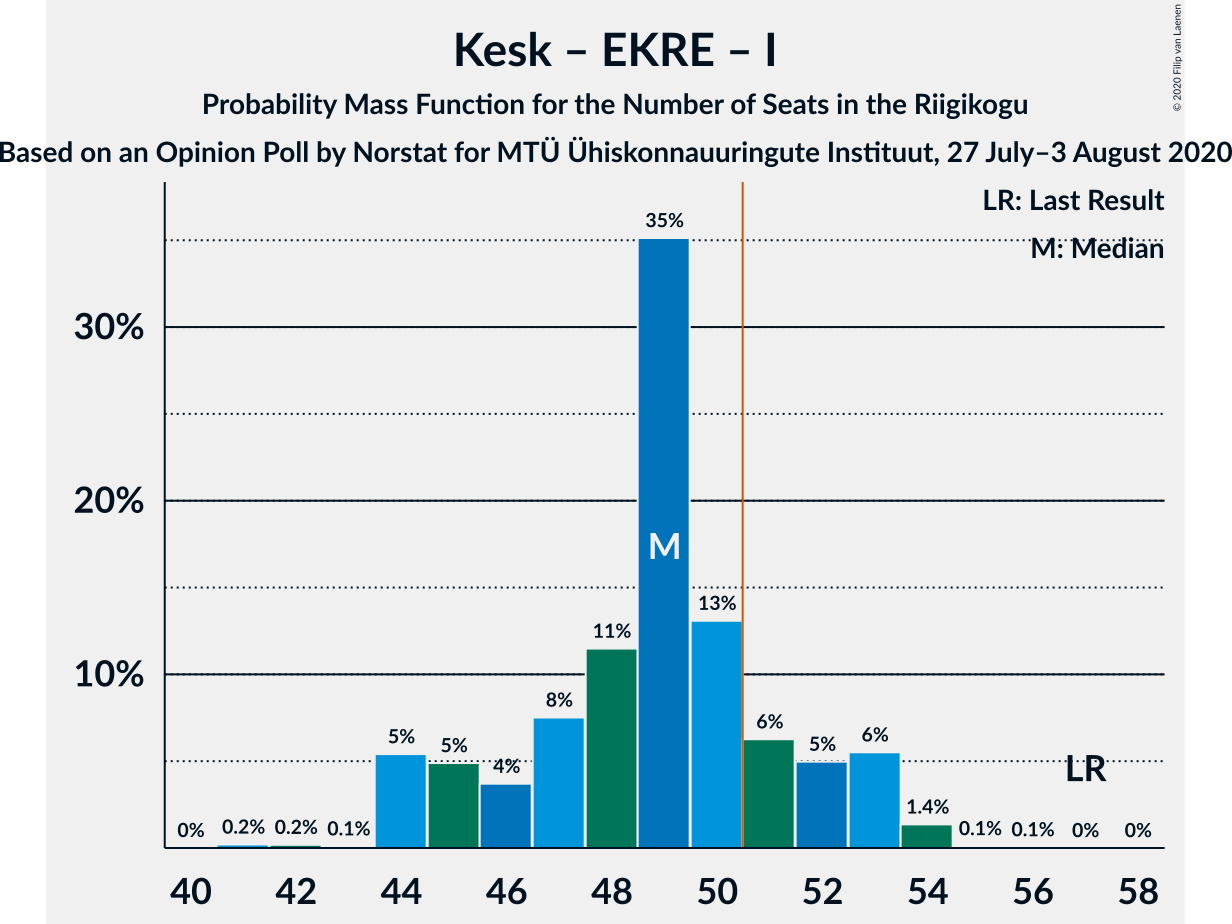 Kesk – EKRE – I
Probability Mass Function for the Number of Seats in the Riigikogu
Based on an Opinion Poll by Norstat for MTÜ Ühiskonnauuringute Instituut, 27 July–3 August 2020
© 2020 Filip van Laenen
LR: Last Result
M: Median
30%
20%
10%
0%
0.2%
0.2%
0.1%
5%
5%
4%
8%
11%
35%
M
13%
6%
5%
6%
1.4%
0.1%
0.1%
0%
LR
0%
40 42 44 46 48 50 52 54 56 58